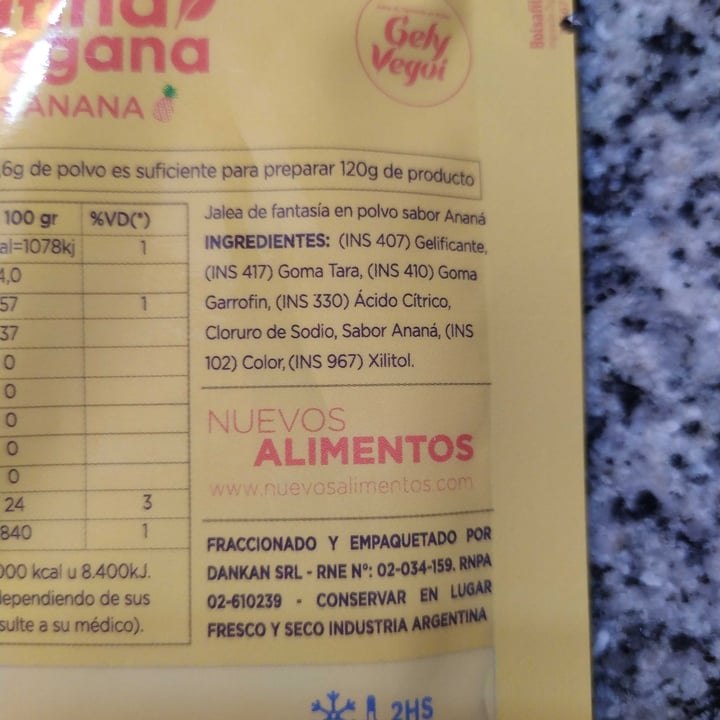 egana
ANANA
Gely
Vegui
6g de polvo es suficiente para preparar 120g de producto
100 gr %VD(*)
al=1078kj 1
4,0
57 1
37
0
0
0
0
0
24 3
840 1
000 kcal u 8.400kJ.
dependiendo de sus
sulte a su médico).
Jalea de fantasía en polvo sabor Ananá
INGREDIENTES: (INS 407) Gelificante,
(INS 417) Goma Tara, (INS 410) Goma
Garrofin, (INS 330) Ácido Cítrico,
Cloruro de Sodio, Sabor Ananá, (INS
102) Color, (INS 967) Xilitol.
NUEVOS
ALIMENTOS
www.nuevosalimentos.com
FRACCIONADO Y EMPAQUETADO POR
DANKAN SRL - RNE Nº: 02-034-159. RNPA
02-610239 - CONSERVAR EN LUGAR
FRESCO Y SECO INDUSTRIA ARGENTINA
2HS